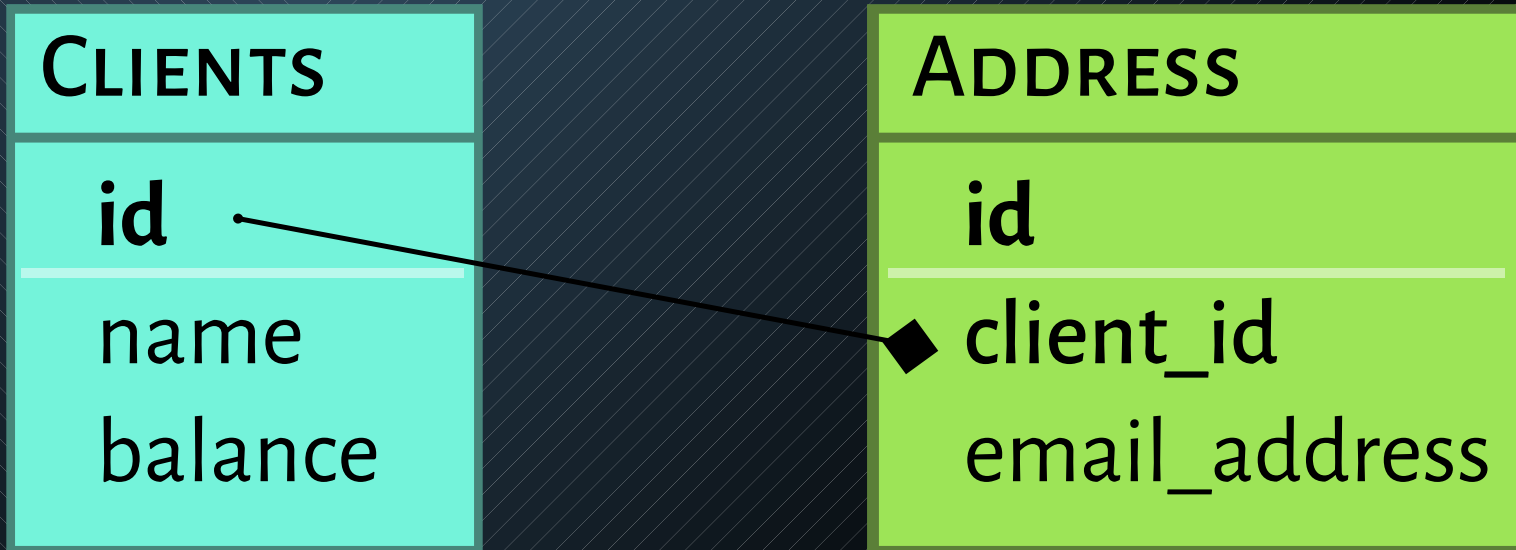 Clients
id
name
balance
Address
id
client_id
email_address